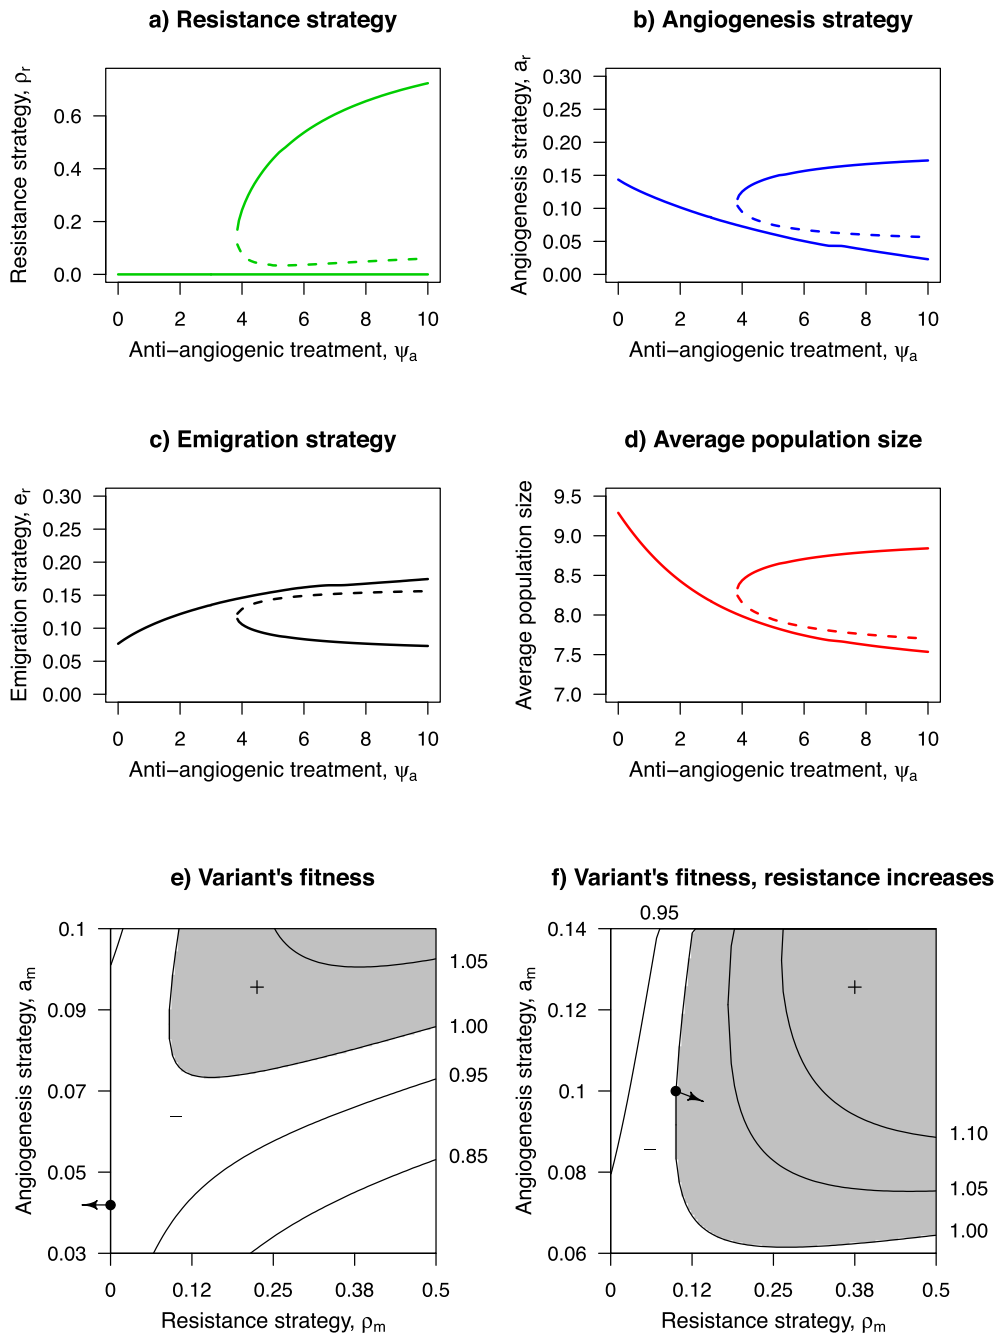 a) Resistance strategy
Resistance strategy, ρr
0.6
0.4
0.2
0.0
0 2 4 6 8 10
Anti−angiogenic treatment, ψa
b) Angiogenesis strategy
Angiogenesis strategy, ar
0.30
0.25
0.20
0.15
0.10
0.05
0.00
0 2 4 6 8 10
Anti−angiogenic treatment, ψa
c) Emigration strategy
Emigration strategy, er
0.30
0.25
0.20
0.15
0.10
0.05
0.00
0 2 4 6 8 10
Anti−angiogenic treatment, ψa
d) Average population size
Average population size
9.5
9.0
8.5
8.0
7.5
7.0
0 2 4 6 8 10
Anti−angiogenic treatment, ψa
e) Variant's fitness
Angiogenesis strategy, am
0.1
0.09
0.07
0.05
0.03
+
−
1.05
1.00
0.95
0.85
0 0.12 0.25 0.38 0.5
Resistance strategy, ρm
f) Variant's fitness, resistance increases
0.95
Angiogenesis strategy, am
0.14
0.12
0.1
0.08
0.06
+
−
1.10
1.05
1.00
0 0.12 0.25 0.38 0.5
Resistance strategy, ρm